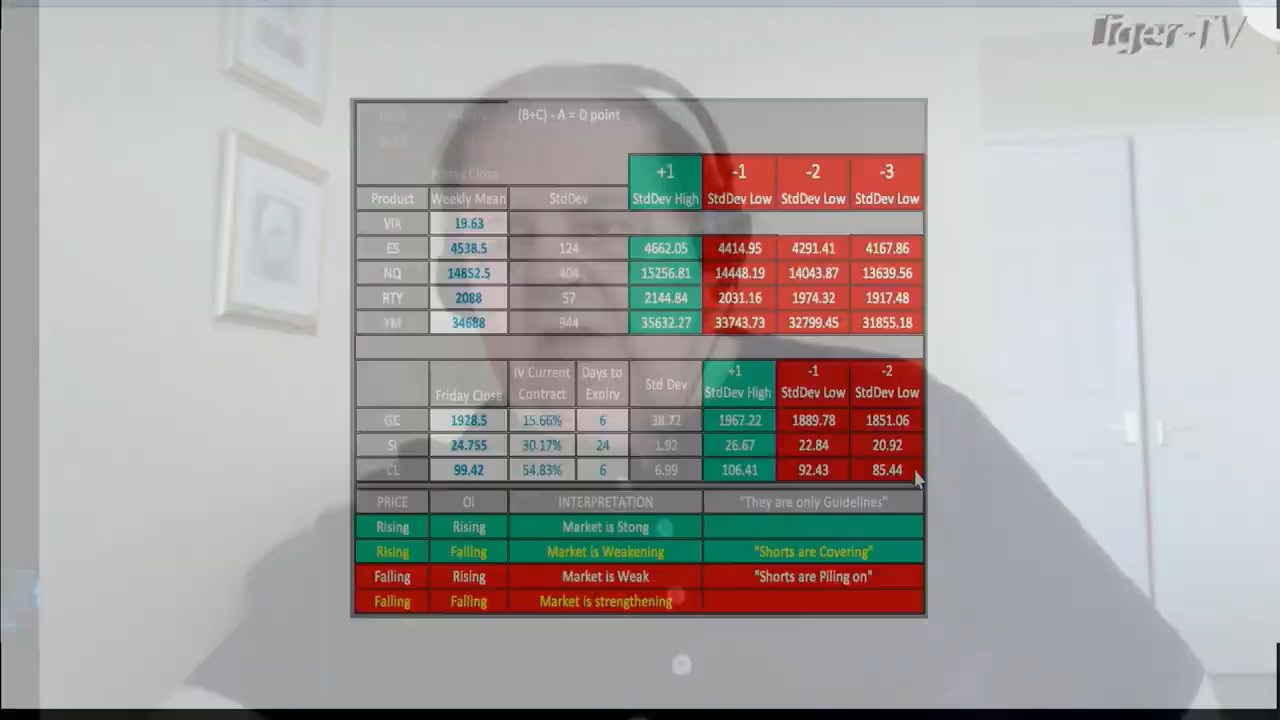 Tiger-TV
(B+C) - A = D point
+1 -1 -2 -3
Product Weekly Mean StdDev StdDev High StdDev Low StdDev Low StdDev Low
VIX 19.63
ES 4538.5 124 4662.05 4414.95 4291.41 4167.86
NQ 14852.5 404 15256.81 14448.19 14043.87 13639.56
RTY 2088 57 2144.84 2031.16 1974.32 1917.48
YM 34688 944 35632.27 33743.73 32799.45 31855.18
IV Current Days to +1 -1 -2
Friday Close Contract Expiry Std Dev StdDev High StdDev Low StdDev Low
GC 1928.5 15.66% 6 38.72 1967.22 1889.78 1851.06
SI 24.755 30.17% 24 1.92 26.67 22.84 20.92
CL 99.42 54.83% 6 6.99 106.41 92.43 85.44
PRICE OI INTERPRETATION "They are only Guidelines"
Rising Rising Market is Stong
Rising Falling Market is Weakening "Shorts are Covering"
Falling Rising Market is Weak "Shorts are Piling on"
Falling Falling Market is strengthening